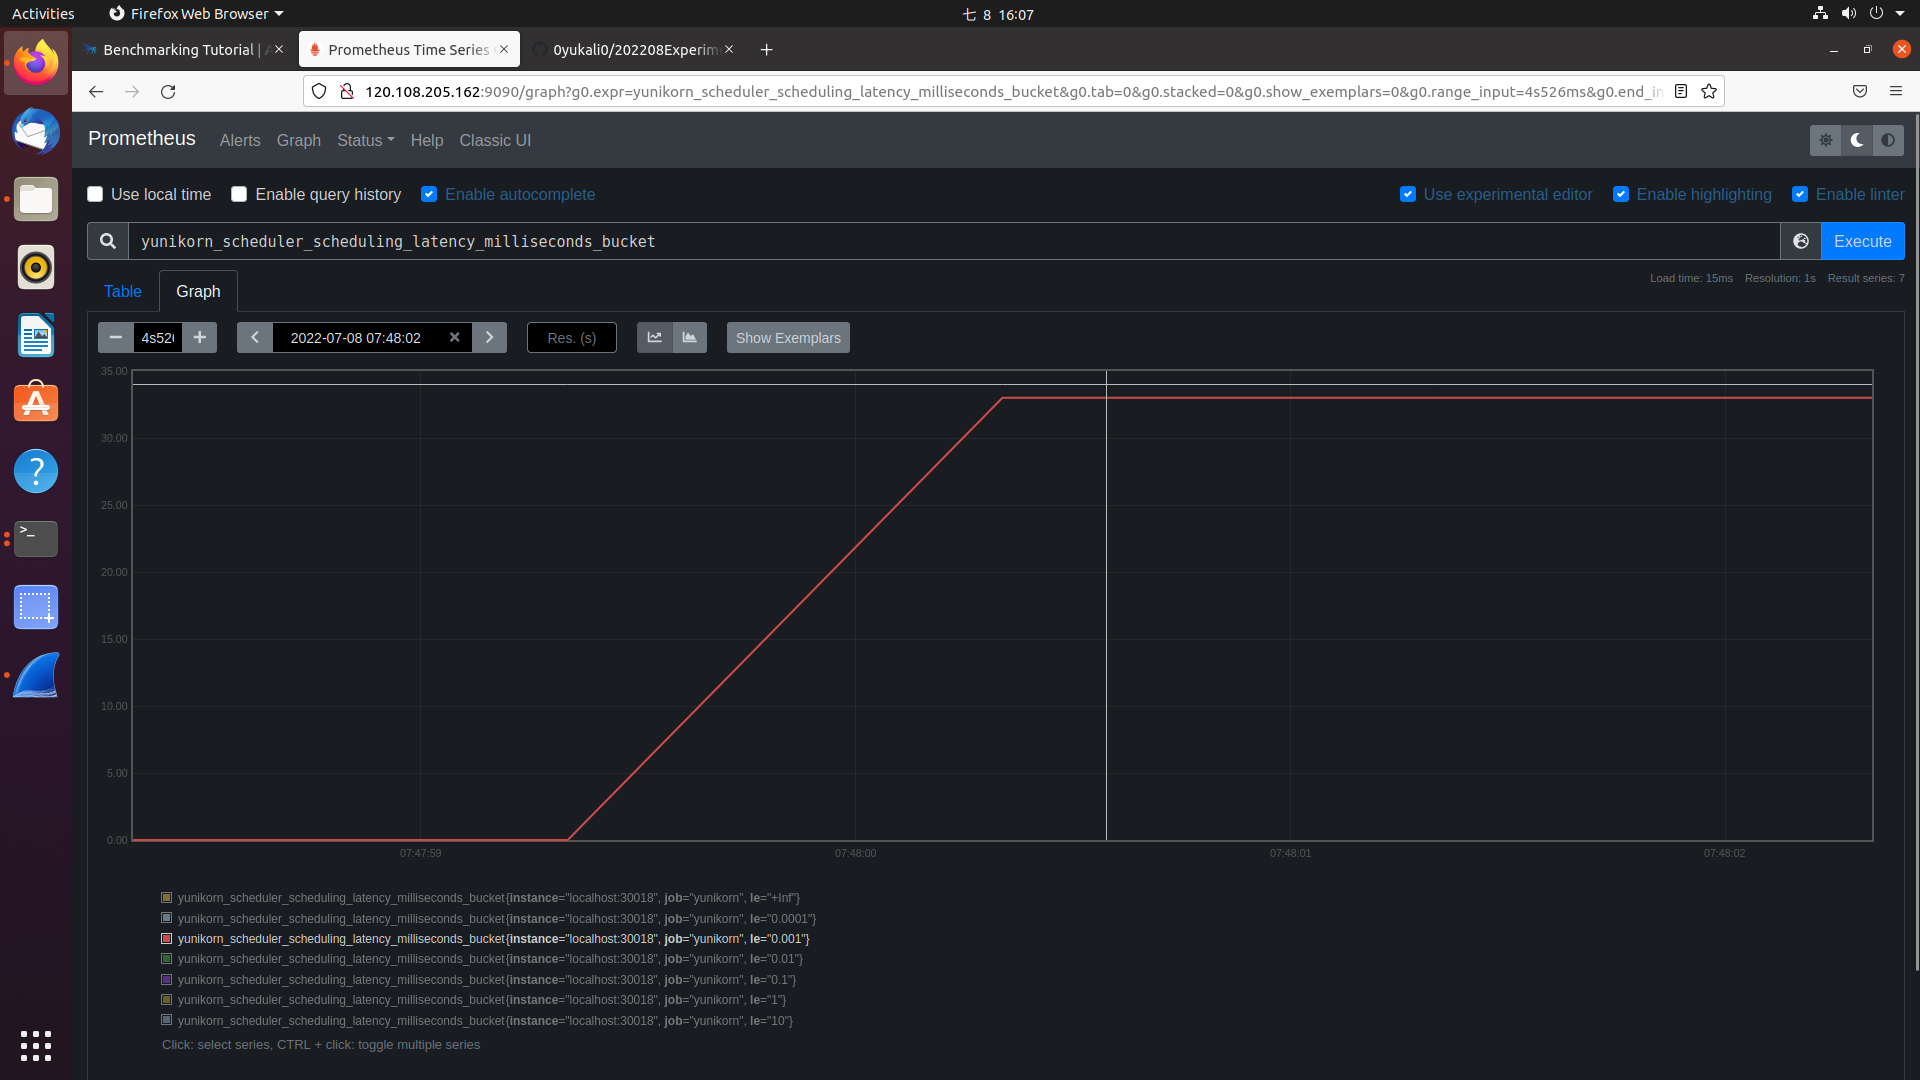 Activities
Firefox Web Browser
七 8 16:07
Benchmarking Tutorial | A
Prometheus Time Series
0yukali0/202208Experim
120.108.205.162:9090/graph?g0.expr=yunikorn_scheduler_scheduling_latency_milliseconds_bucket&g0.tab=0&g0.stacked=0&g0.show_exemplars=0&g0.range_input=4s526ms&g0.end_in
Prometheus
Alerts
Graph
Status
Help
Classic UI
Use local time
Enable query history
Enable autocomplete
Use experimental editor
Enable highlighting
Enable linter
yunikorn_scheduler_scheduling_latency_milliseconds_bucket
Execute
Table
Graph
Load time: 15ms Resolution: 1s Result series: 7
4s526
2022-07-08 07:48:02
Res. (s)
Show Exemplars
35.00
30.00
25.00
20.00
15.00
10.00
5.00
0.00
07:47:59
07:48:00
07:48:01
07:48:02
yunikorn_scheduler_scheduling_latency_milliseconds_bucket{instance="localhost:30018", job="yunikorn", le="+Inf"}
yunikorn_scheduler_scheduling_latency_milliseconds_bucket{instance="localhost:30018", job="yunikorn", le="0.0001"}
yunikorn_scheduler_scheduling_latency_milliseconds_bucket{instance="localhost:30018", job="yunikorn", le="0.001"}
yunikorn_scheduler_scheduling_latency_milliseconds_bucket{instance="localhost:30018", job="yunikorn", le="0.01"}
yunikorn_scheduler_scheduling_latency_milliseconds_bucket{instance="localhost:30018", job="yunikorn", le="0.1"}
yunikorn_scheduler_scheduling_latency_milliseconds_bucket{instance="localhost:30018", job="yunikorn", le="1"}
yunikorn_scheduler_scheduling_latency_milliseconds_bucket{instance="localhost:30018", job="yunikorn", le="10"}
Click: select series, CTRL + click: toggle multiple series